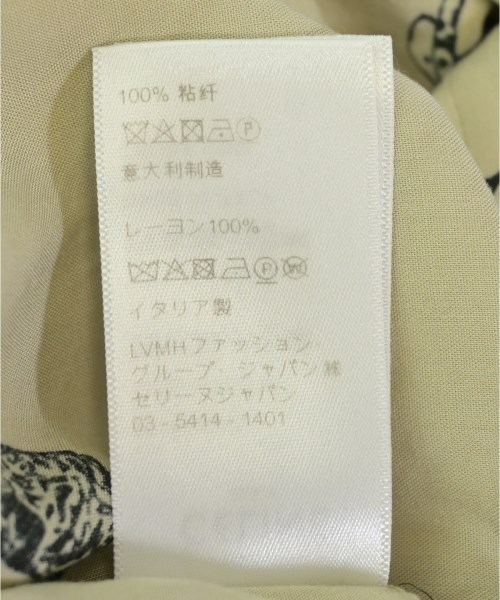 100% 粘纤
意大利制造
レーヨン100%
イタリア製
LVMHファッション
グループ・ジャパン㈱
セリーヌジャパン
03 - 5414 - 1401